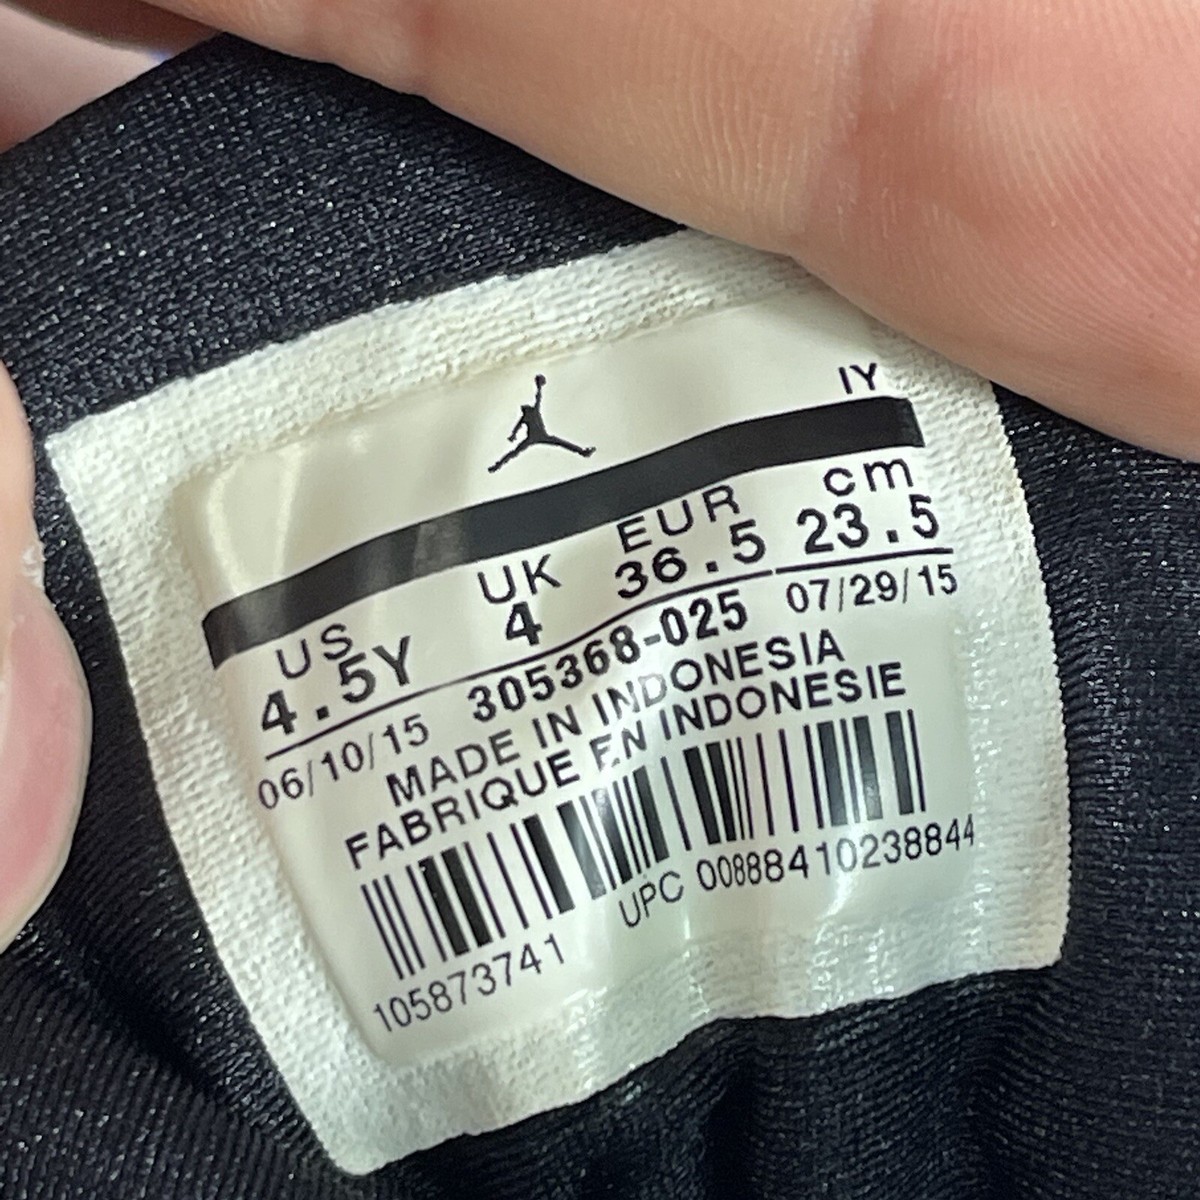 IY
US UK EUR cm
4.5Y 4 36.5 23.5
06/10/15 305368-025 07/29/15
MADE IN INDONESIA
FABRIQUE EN INDONESIE
105873741 UPC 00888410238844